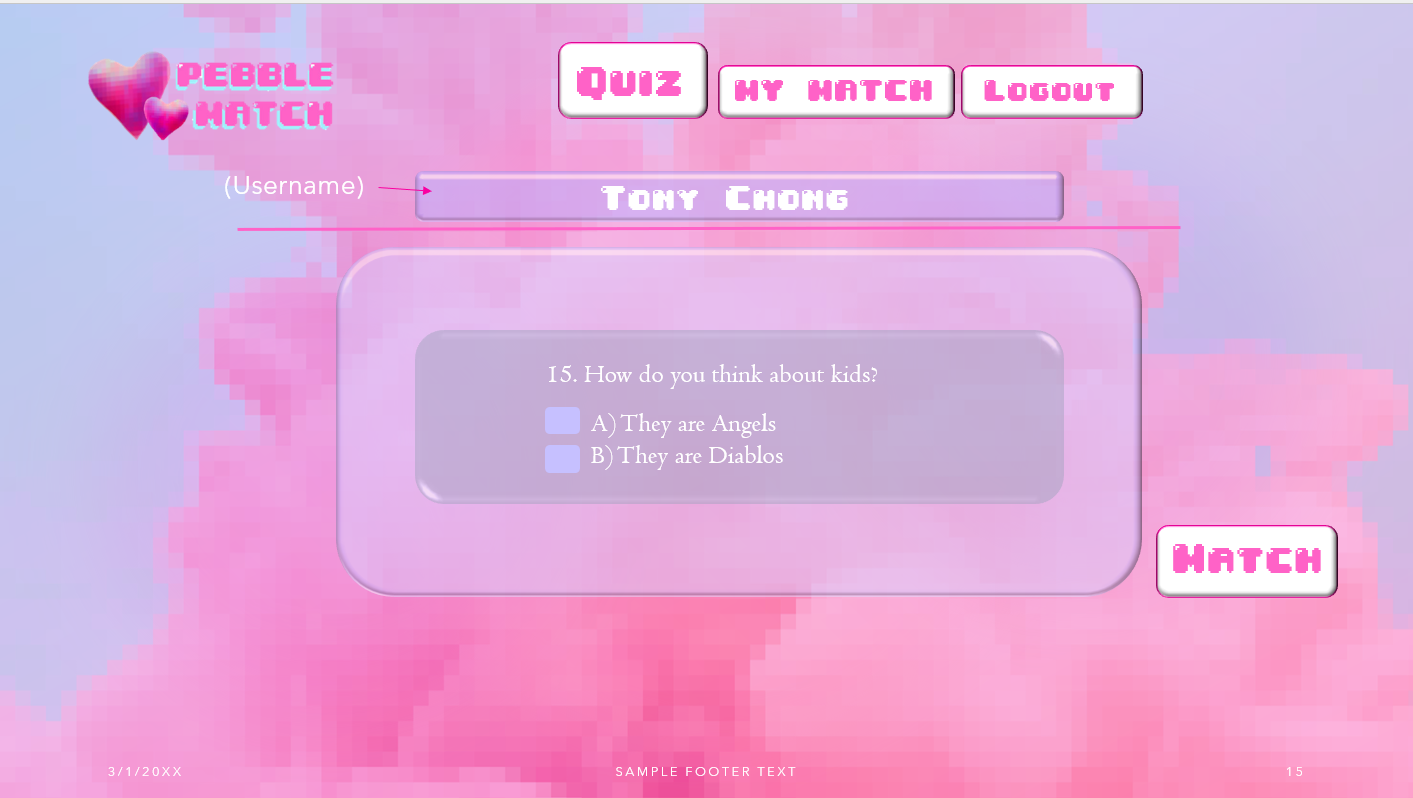 PEBBLE
MATCH
Quiz
MY MATCH
Logout
(Username)
Tony Chong
15. How do you think about kids?
A) They are Angels
B) They are Diablos
Match
3/1/20XX
SAMPLE FOOTER TEXT
15